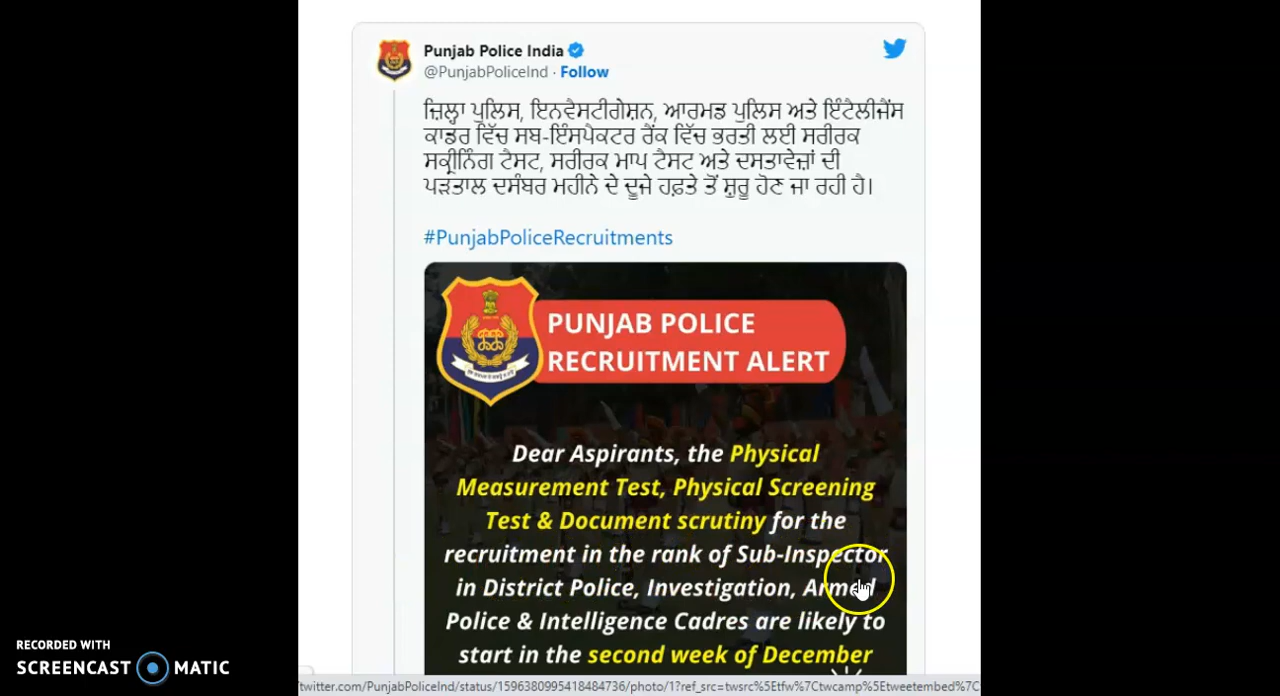 Punjab Police India
@PunjabPoliceInd · Follow
ਜ਼ਿਲ੍ਹਾ ਪੁਲਿਸ, ਇਨਵੈਸਟੀਗੇਸ਼ਨ, ਆਰਮਡ ਪੁਲਿਸ ਅਤੇ ਇੰਟੈਲੀਜੈਂਸ
ਕਾਡਰ ਵਿੱਚ ਸਬ-ਇੰਸਪੈਕਟਰ ਰੈਂਕ ਵਿੱਚ ਭਰਤੀ ਲਈ ਸਰੀਰਕ
ਸਕ੍ਰੀਨਿੰਗ ਟੈਸਟ, ਸਰੀਰਕ ਮਾਪ ਟੈਸਟ ਅਤੇ ਦਸਤਾਵੇਜ਼ਾਂ ਦੀ
ਪੜਤਾਲ ਦਸੰਬਰ ਮਹੀਨੇ ਦੇ ਦੂਜੇ ਹਫ਼ਤੇ ਤੋਂ ਸ਼ੁਰੂ ਹੋਣ ਜਾ ਰਹੀ ਹੈ।
#PunjabPoliceRecruitments
PUNJAB POLICE
RECRUITMENT ALERT
Dear Aspirants, the Physical
Measurement Test, Physical Screening
Test & Document scrutiny for the
recruitment in the rank of Sub-Inspector
in District Police, Investigation, Armed
Police & Intelligence Cadres are likely to
start in the second week of December
RECORDED WITH
SCREENCAST MATIC
twitter.com/PunjabPoliceInd/status/1596380995418484736/photo/1?ref_src=twsrc%5Etfw%7Ctwcamp%5Etweetembed%7C